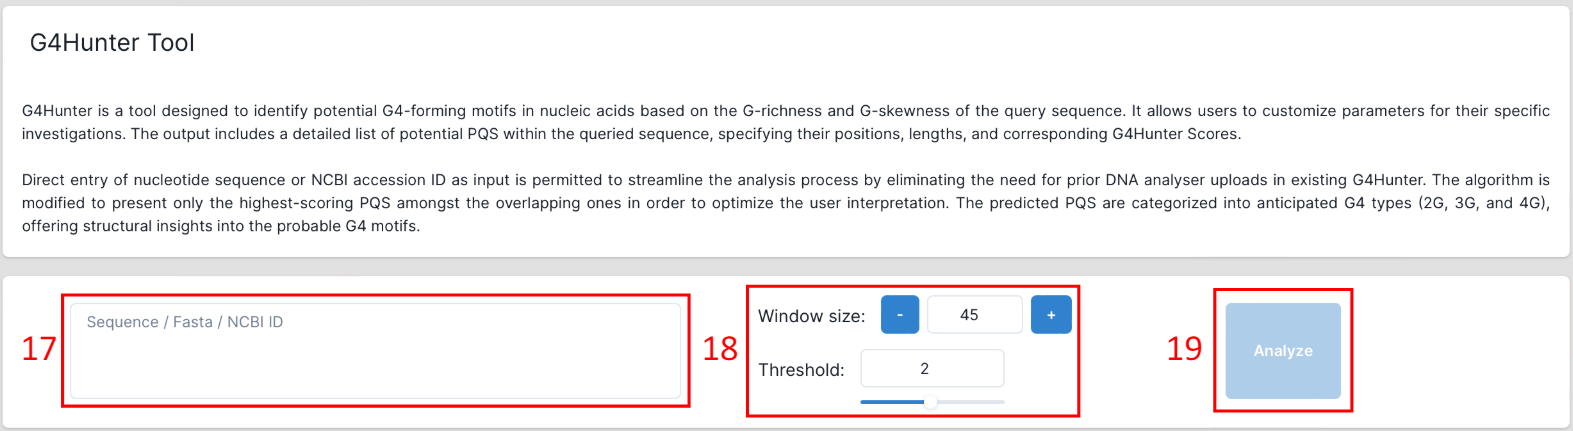 G4Hunter Tool
G4Hunter is a tool designed to identify potential G4-forming motifs in nucleic acids based on the G-richness and G-skewness of the query sequence. It allows users to customize parameters for their specific
investigations. The output includes a detailed list of potential PQS within the queried sequence, specifying their positions, lengths, and corresponding G4Hunter Scores.
Direct entry of nucleotide sequence or NCBI accession ID as input is permitted to streamline the analysis process by eliminating the need for prior DNA analyser uploads in existing G4Hunter. The algorithm is
modified to present only the highest-scoring PQS amongst the overlapping ones in order to optimize the user interpretation. The predicted PQS are categorized into anticipated G4 types (2G, 3G, and 4G),
offering structural insights into the probable G4 motifs.
17
Sequence / Fasta / NCBI ID
18
Window size: - 45 +
Threshold: 2
19
Analyze